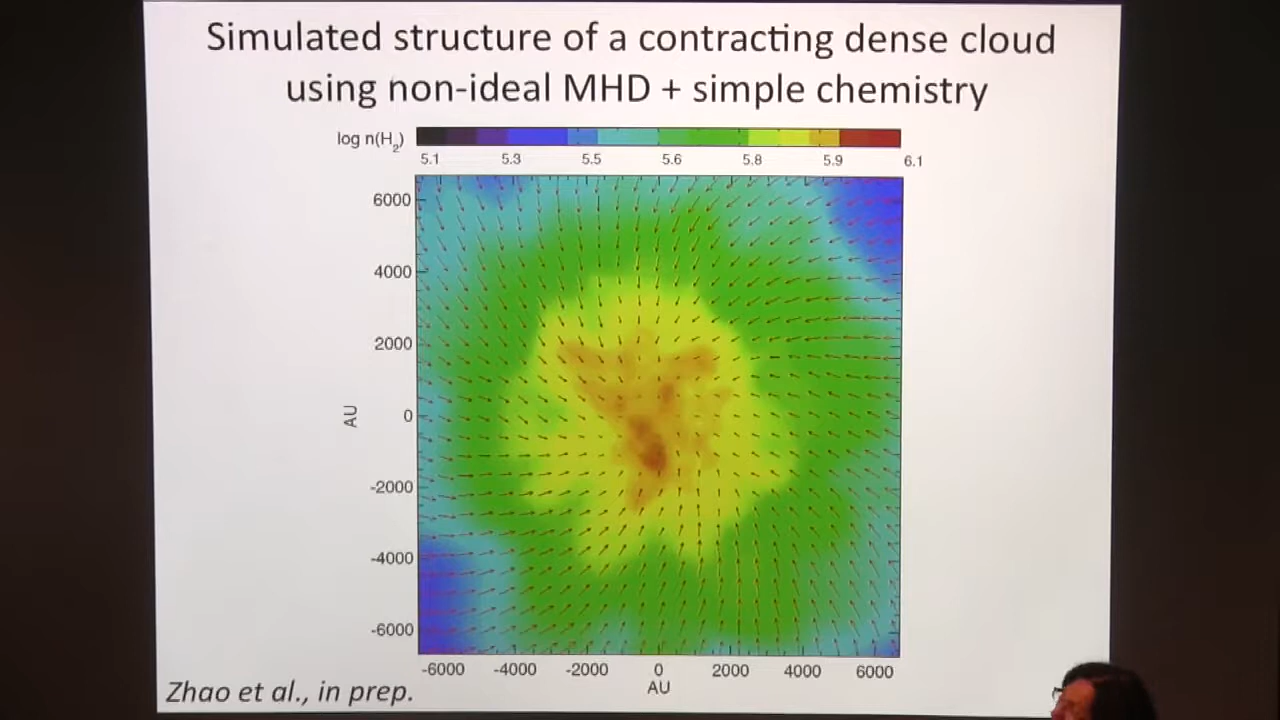 Simulated structure of a contracting dense cloud
using non-ideal MHD + simple chemistry
log n(H2)
5.1 5.3 5.5 5.6 5.8 5.9 6.1
6000
4000
2000
AU
0
-2000
-4000
-6000
-6000 -4000 -2000 0 2000 4000 6000
AU
Zhao et al., in prep.